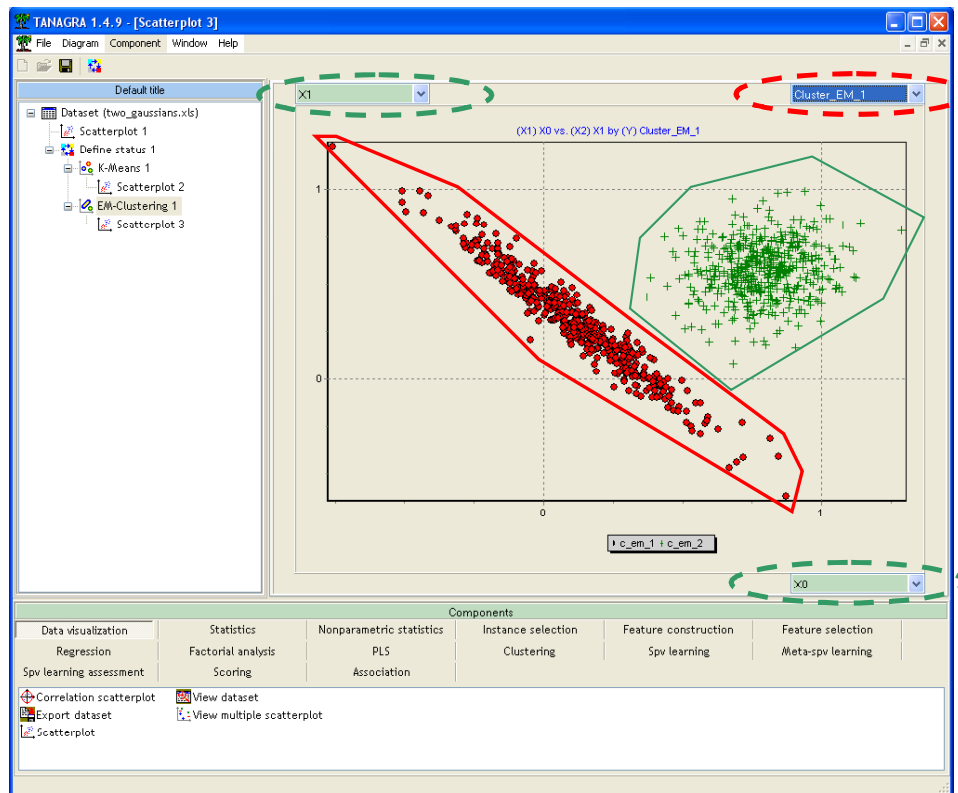 TANAGRA 1.4.9 - [Scatterplot 3]
File Diagram Component Window Help
Default title
Dataset (two_gaussians.xls)
Scatterplot 1
Define status 1
K-Means 1
Scatterplot 2
EM-Clustering 1
Scatterplot 3
X1
Cluster_EM_1
(X1) X0 vs. (X2) X1 by (Y) Cluster_EM_1
1
0
0
1
c_em_1 + c_em_2
X0
Components
Data visualization Statistics Nonparametric statistics Instance selection Feature construction Feature selection
Regression Factorial analysis PLS Clustering Spv learning Meta-spv learning
Spv learning assessment Scoring Association
Correlation scatterplot View dataset
Export dataset View multiple scatterplot
Scatterplot